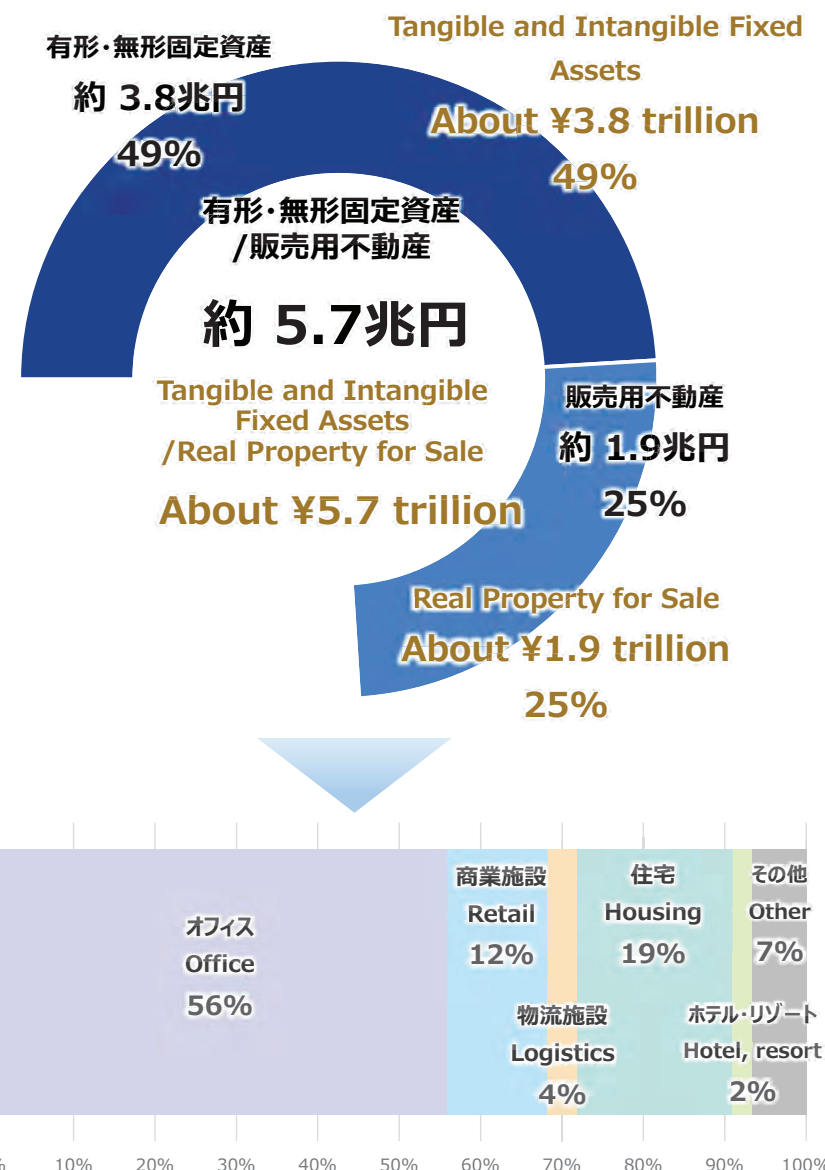 有形・無形固定資産
約 3.8兆円
49%
Tangible and Intangible Fixed
Assets
About ¥3.8 trillion
49%
有形・無形固定資産
/販売用不動産
約 5.7兆円
Tangible and Intangible
Fixed Assets
/Real Property for Sale
About ¥5.7 trillion
販売用不動産
約 1.9兆円
25%
Real Property for Sale
About ¥1.9 trillion
25%
オフィス
Office
56%
商業施設
Retail
12%
物流施設
Logistics
4%
住宅
Housing
19%
ホテル・リゾート
Hotel, resort
2%
その他
Other
7%
% 10% 20% 30% 40% 50% 60% 70% 80% 90% 100%